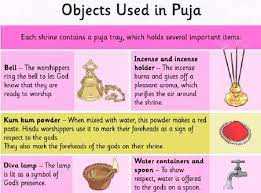 Objects Used in Puja
Each shrine contains a puja tray, which holds several important items:
Bell – The worshippers
ring the bell to let God
know that they are
ready to worship.
Incense and incense
holder – The incense
burns and gives off a
pleasant aroma, which
purifies the air around
the shrine.
Kum kum powder – When mixed with water, this powder makes a red
paste. Hindu worshippers use it to mark their foreheads as a sign of
respect to the gods.
They also mark the foreheads of the gods on their shrine.
Diva lamp – The lamp
is lit as a symbol of
God's presence.
Water containers and
spoon – To show
respect, water is offered
to the gods on a spoon.